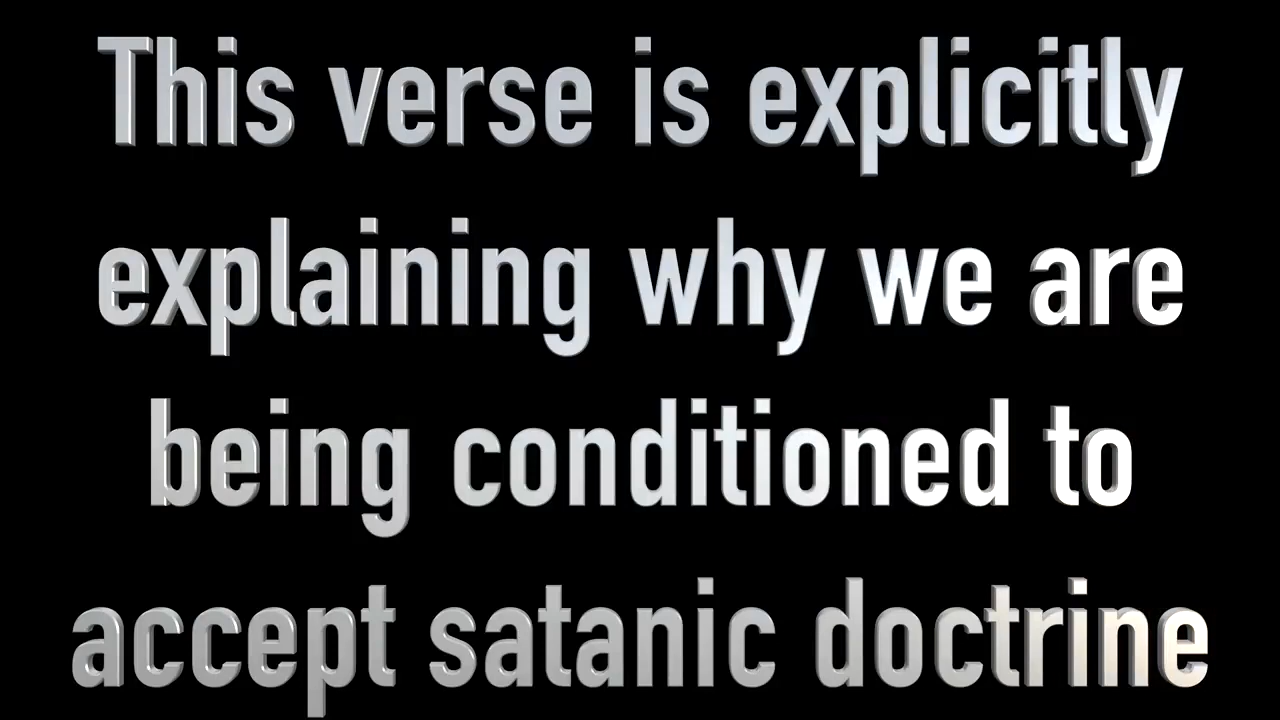 This verse is explicitly
explaining why we are
being conditioned to
accept satanic doctrine